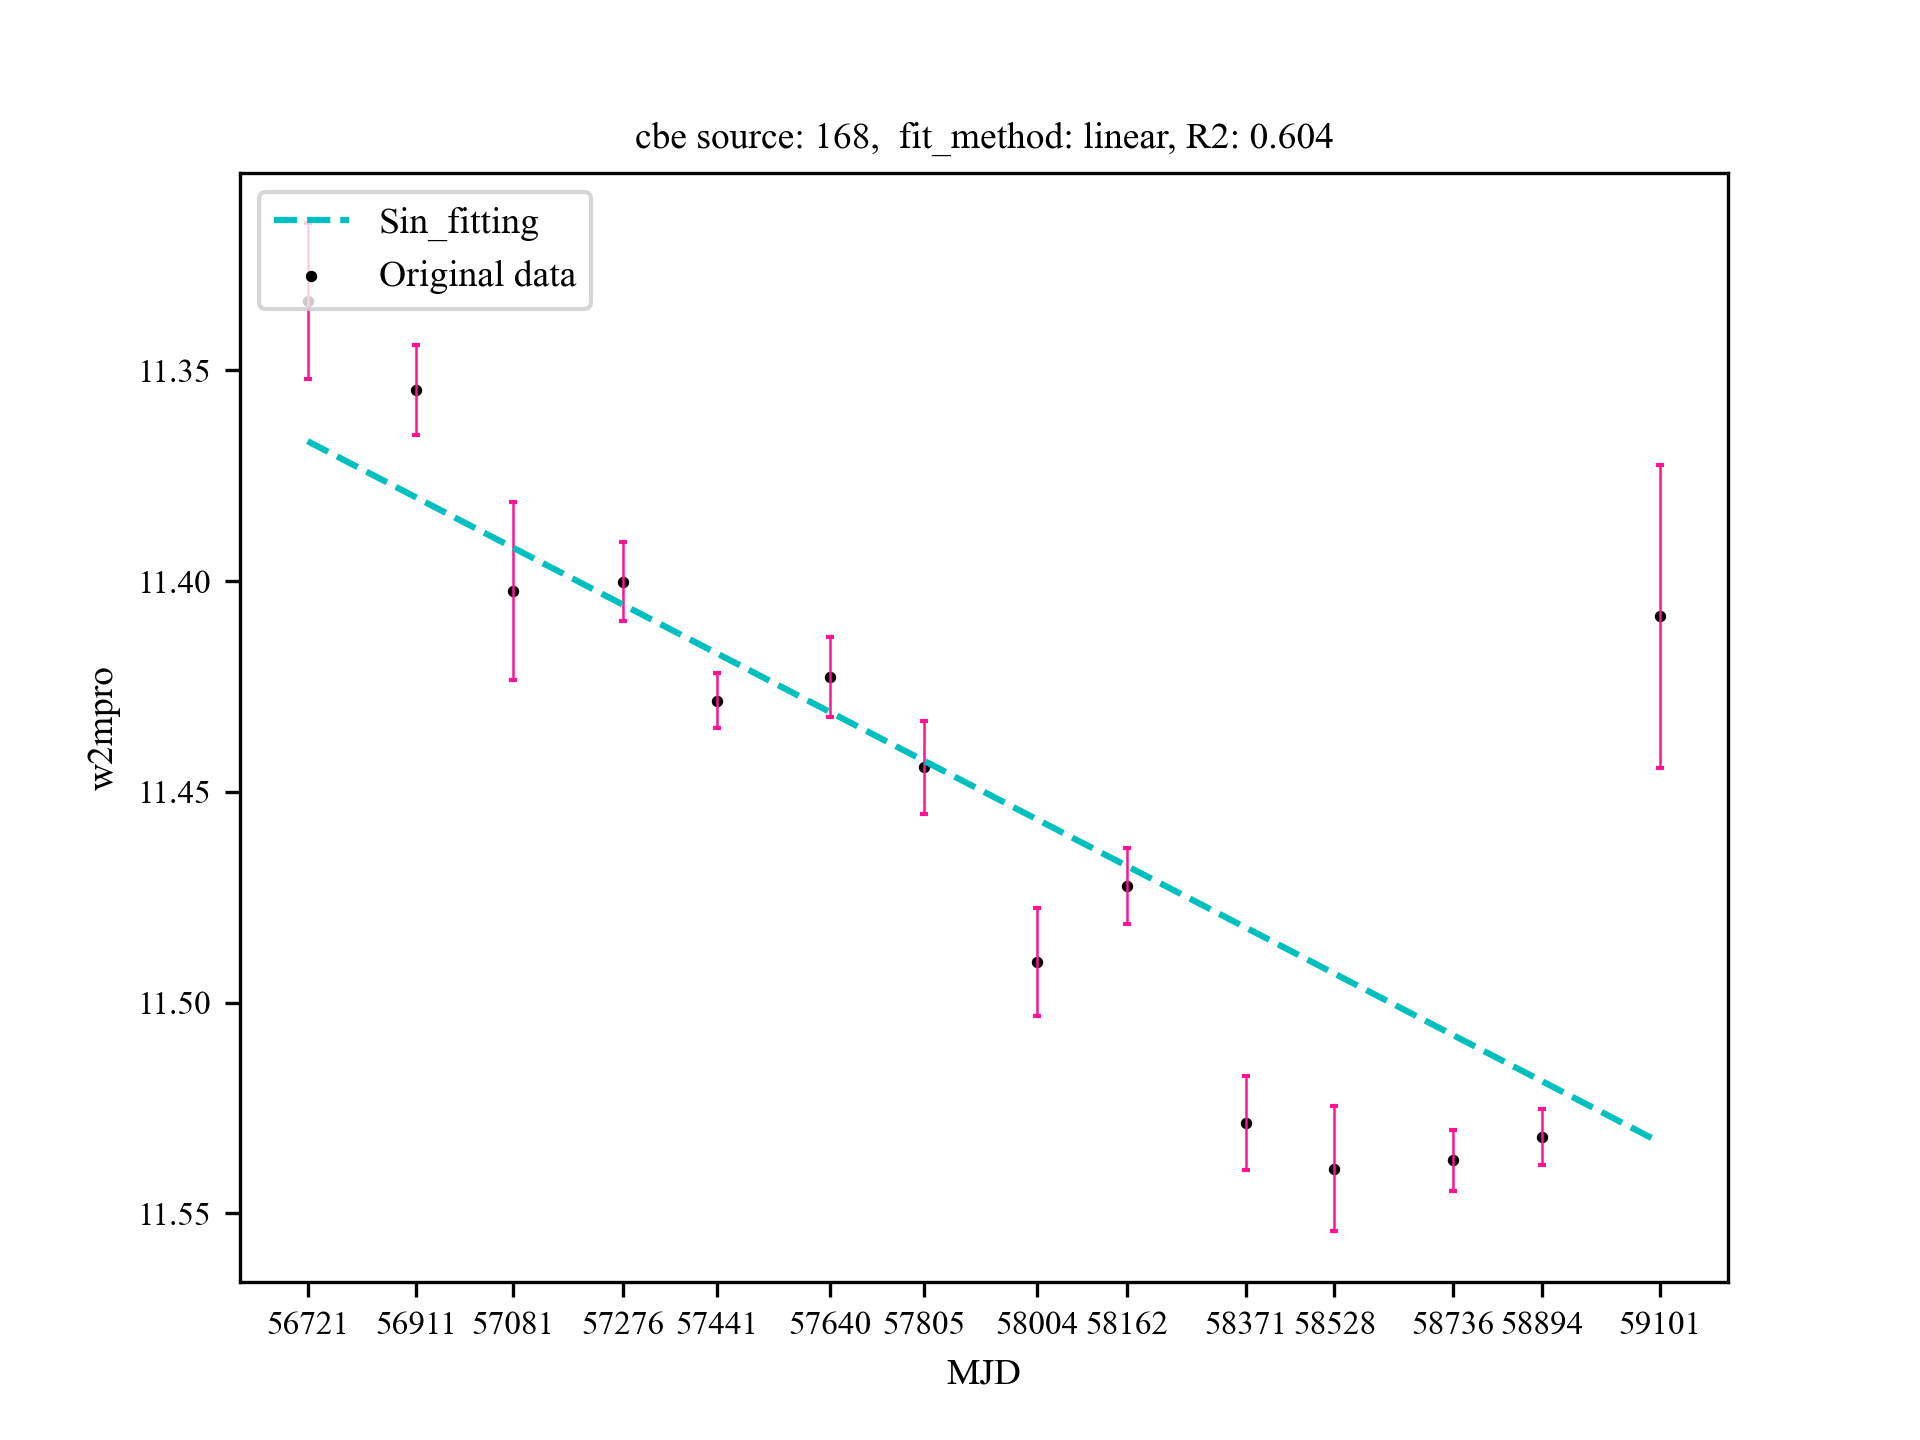 cbe source: 168,  fit_method: linear, R2: 0.604
Sin_fitting
Original data
11.35
11.40
11.45
11.50
11.55
w2mpro
56721 56911 57081 57276 57441 57640 57805 58004 58162 58371 58528 58736 58894 59101
MJD